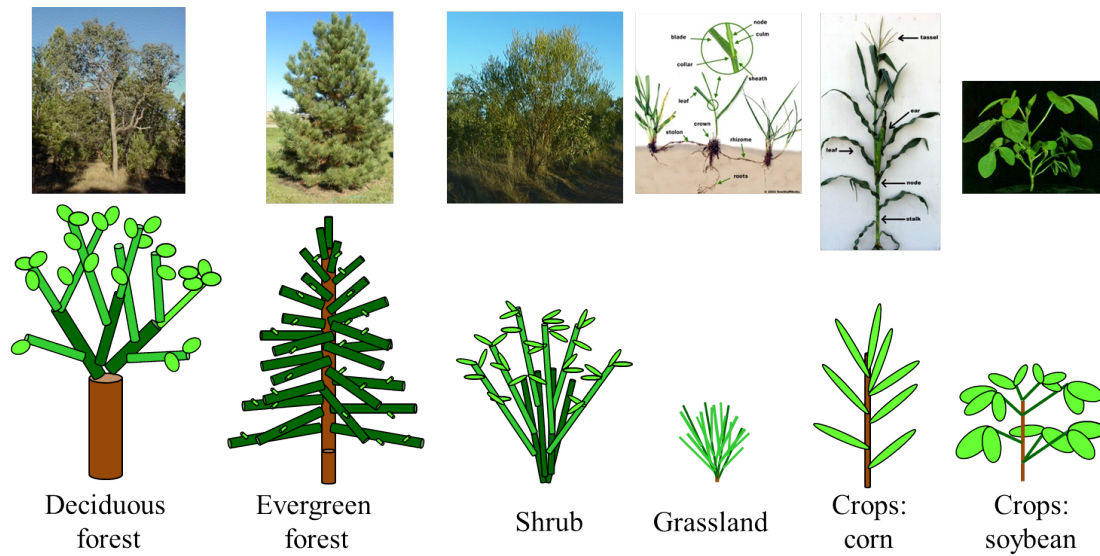 node
culm
blade
collar
sheath
leaf
crown
stolon
rhizome
roots
tassel
ear
leaf
node
stalk
Deciduous
forest
Evergreen
forest
Shrub
Grassland
Crops:
corn
Crops:
soybean